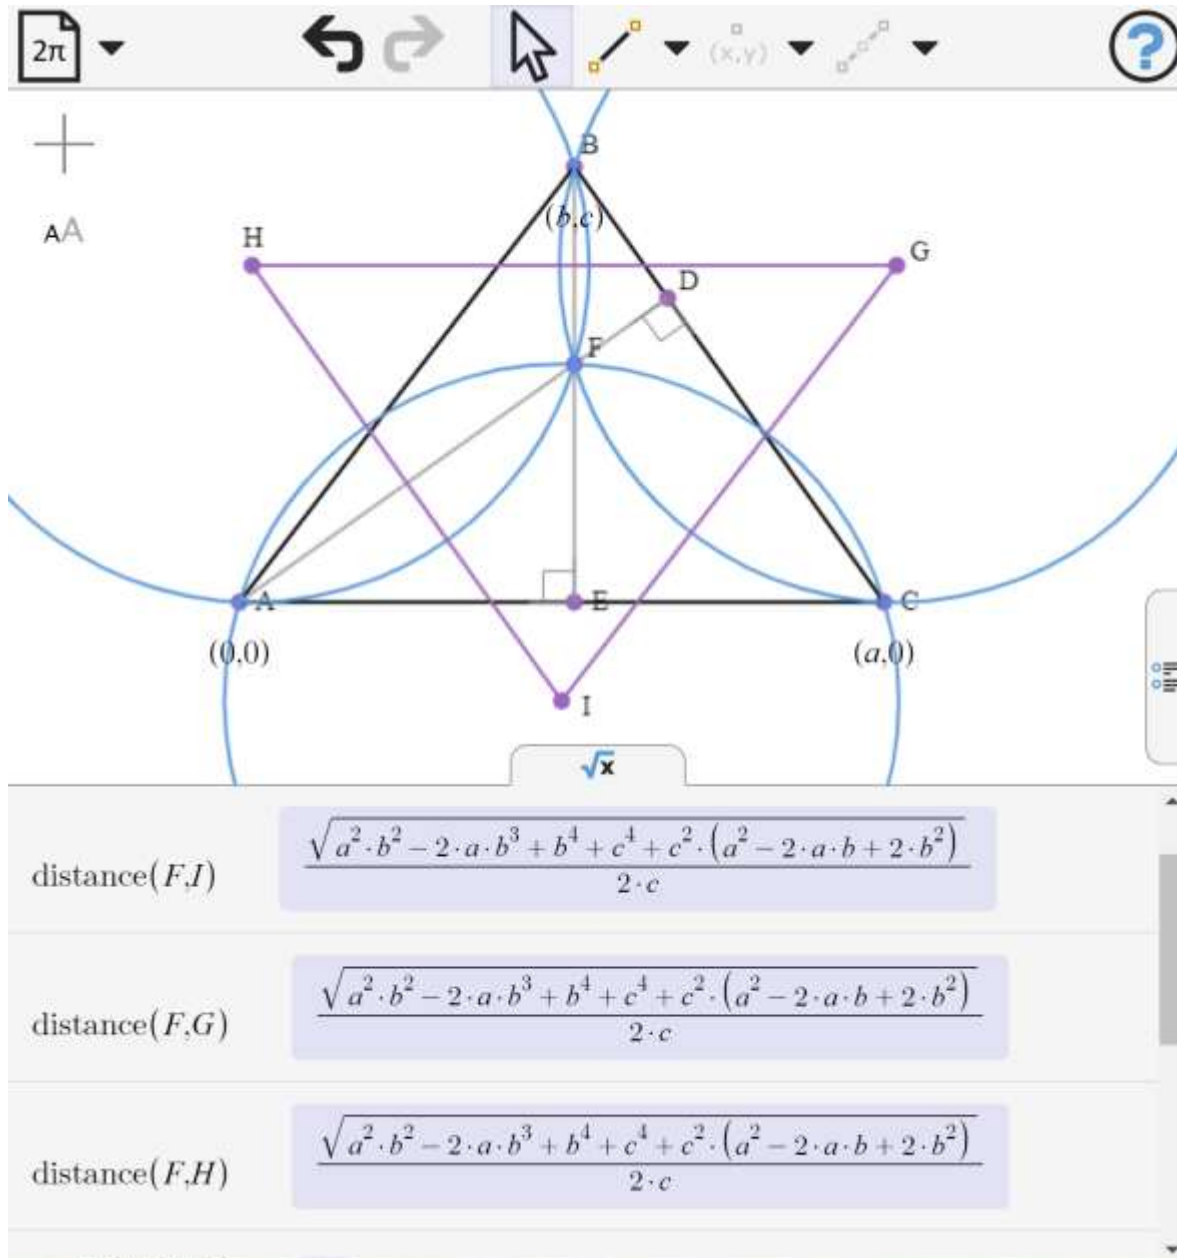 2π
(x,y)
?
B
(b,c)
AA
H
G
D
F
A
E
C
(0,0)
(a,0)
I
√x
distance(F,I) √(a²·b² − 2·a·b³ + b⁴ + c⁴ + c²·(a² − 2·a·b + 2·b²)) / 2·c
distance(F,G) √(a²·b² − 2·a·b³ + b⁴ + c⁴ + c²·(a² − 2·a·b + 2·b²)) / 2·c
distance(F,H) √(a²·b² − 2·a·b³ + b⁴ + c⁴ + c²·(a² − 2·a·b + 2·b²)) / 2·c